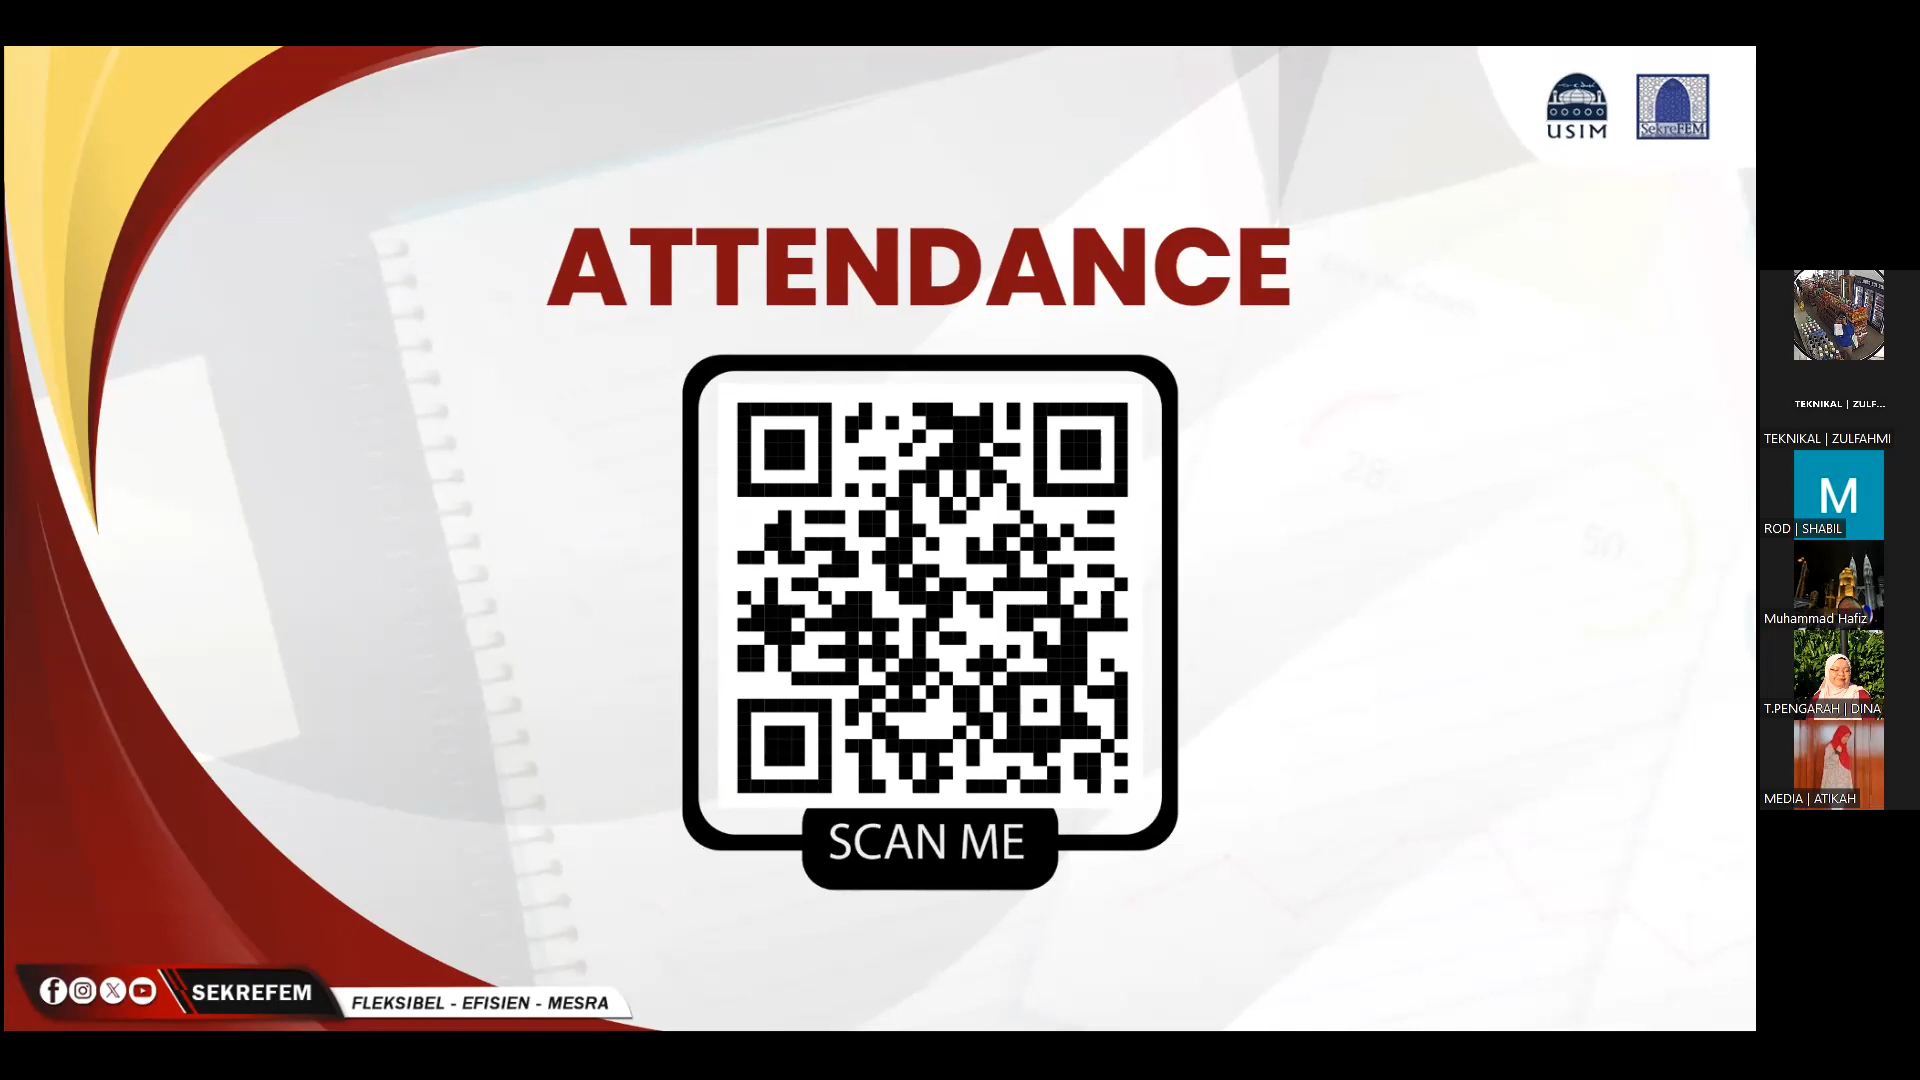 USIM
SekreFEM
ATTENDANCE
SCAN ME
SEKREFEM
FLEKSIBEL - EFISIEN - MESRA
TEKNIKAL | ZULF...
TEKNIKAL | ZULFAHMI
M
ROD | SHABIL
Muhammad Hafiz
T.PENGARAH | DINA
MEDIA | ATIKAH